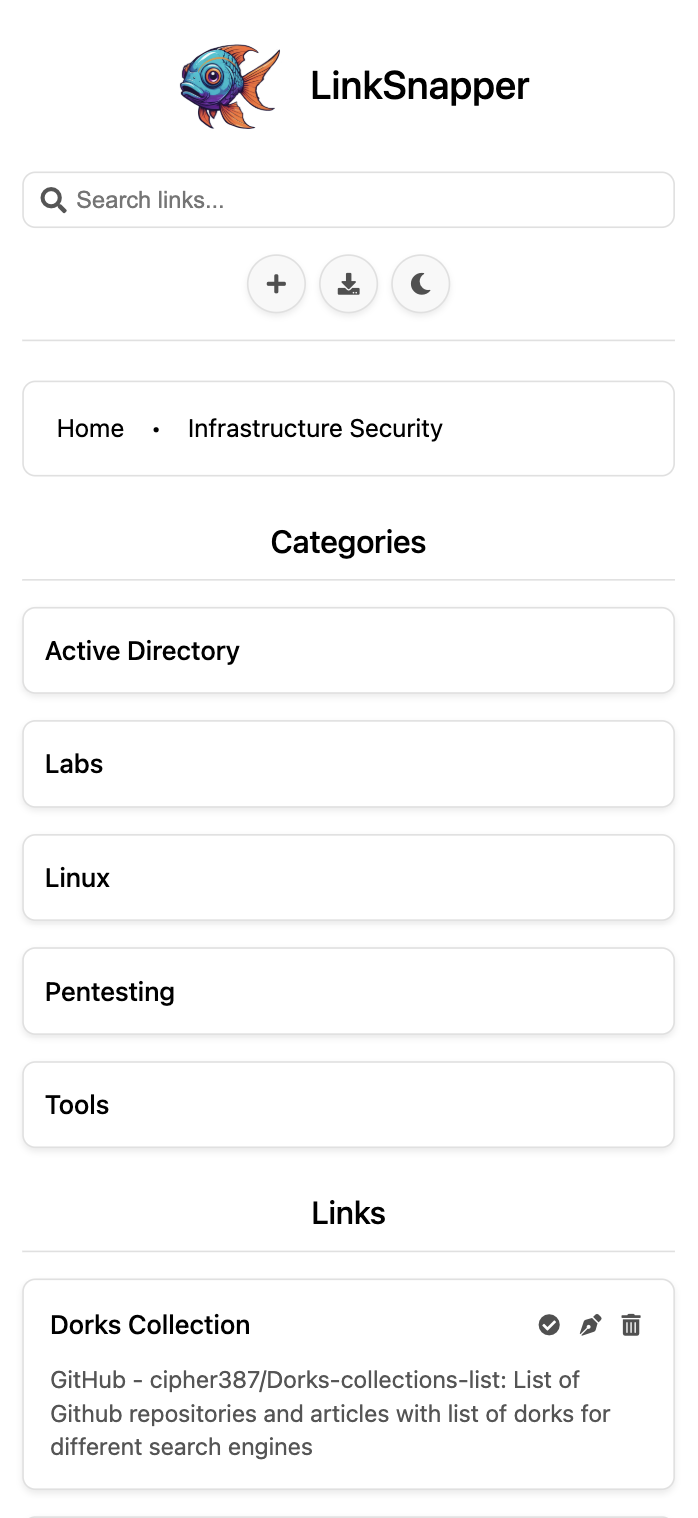 LinkSnapper
Search links...
Home • Infrastructure Security
Categories
Active Directory
Labs
Linux
Pentesting
Tools
Links
Dorks Collection
GitHub - cipher387/Dorks-collections-list: List of
Github repositories and articles with list of dorks for
different search engines